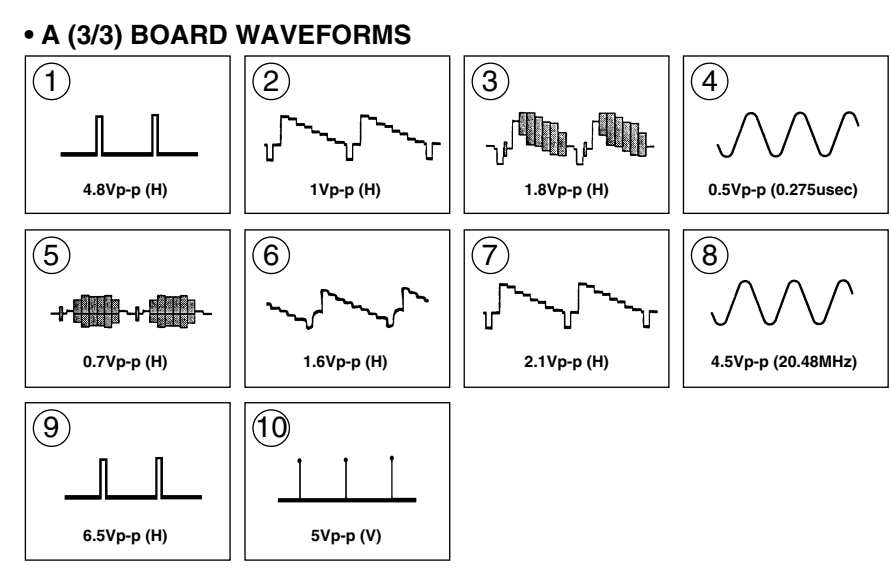 • A (3/3) BOARD WAVEFORMS
1
2
3
4
4.8Vp-p (H)
1Vp-p (H)
1.8Vp-p (H)
0.5Vp-p (0.275usec)
5
6
7
8
0.7Vp-p (H)
1.6Vp-p (H)
2.1Vp-p (H)
4.5Vp-p (20.48MHz)
9
10
6.5Vp-p (H)
5Vp-p (V)